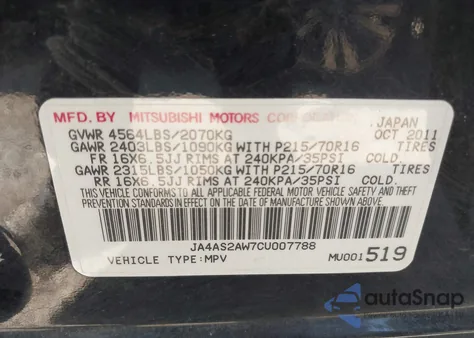 MFD. BY MITSUBISHI MOTORS CORPORATION, JAPAN
GVWR 4564LBS/2070KG OCT 2011
GAWR 2403LBS/1090KG WITH P215/70R16 TIRES
FR 16X6.5JJ RIMS AT 240KPA/35PSI COLD.
GAWR 2315LBS/1050KG WITH P215/70R16 TIRES
RR 16X6.5JJ RIMS AT 240KPA/35PSI COLD.
THIS VEHICLE CONFORMS TO ALL APPLICABLE FEDERAL MOTOR VEHICLE SAFETY AND THEFT
PREVENTION STANDARDS IN EFFECT ON THE DATE OF MANUFACTURE SHOWN ABOVE.
JA4AS2AW7CU007788
VEHICLE TYPE:MPV MU001519
autoSnap